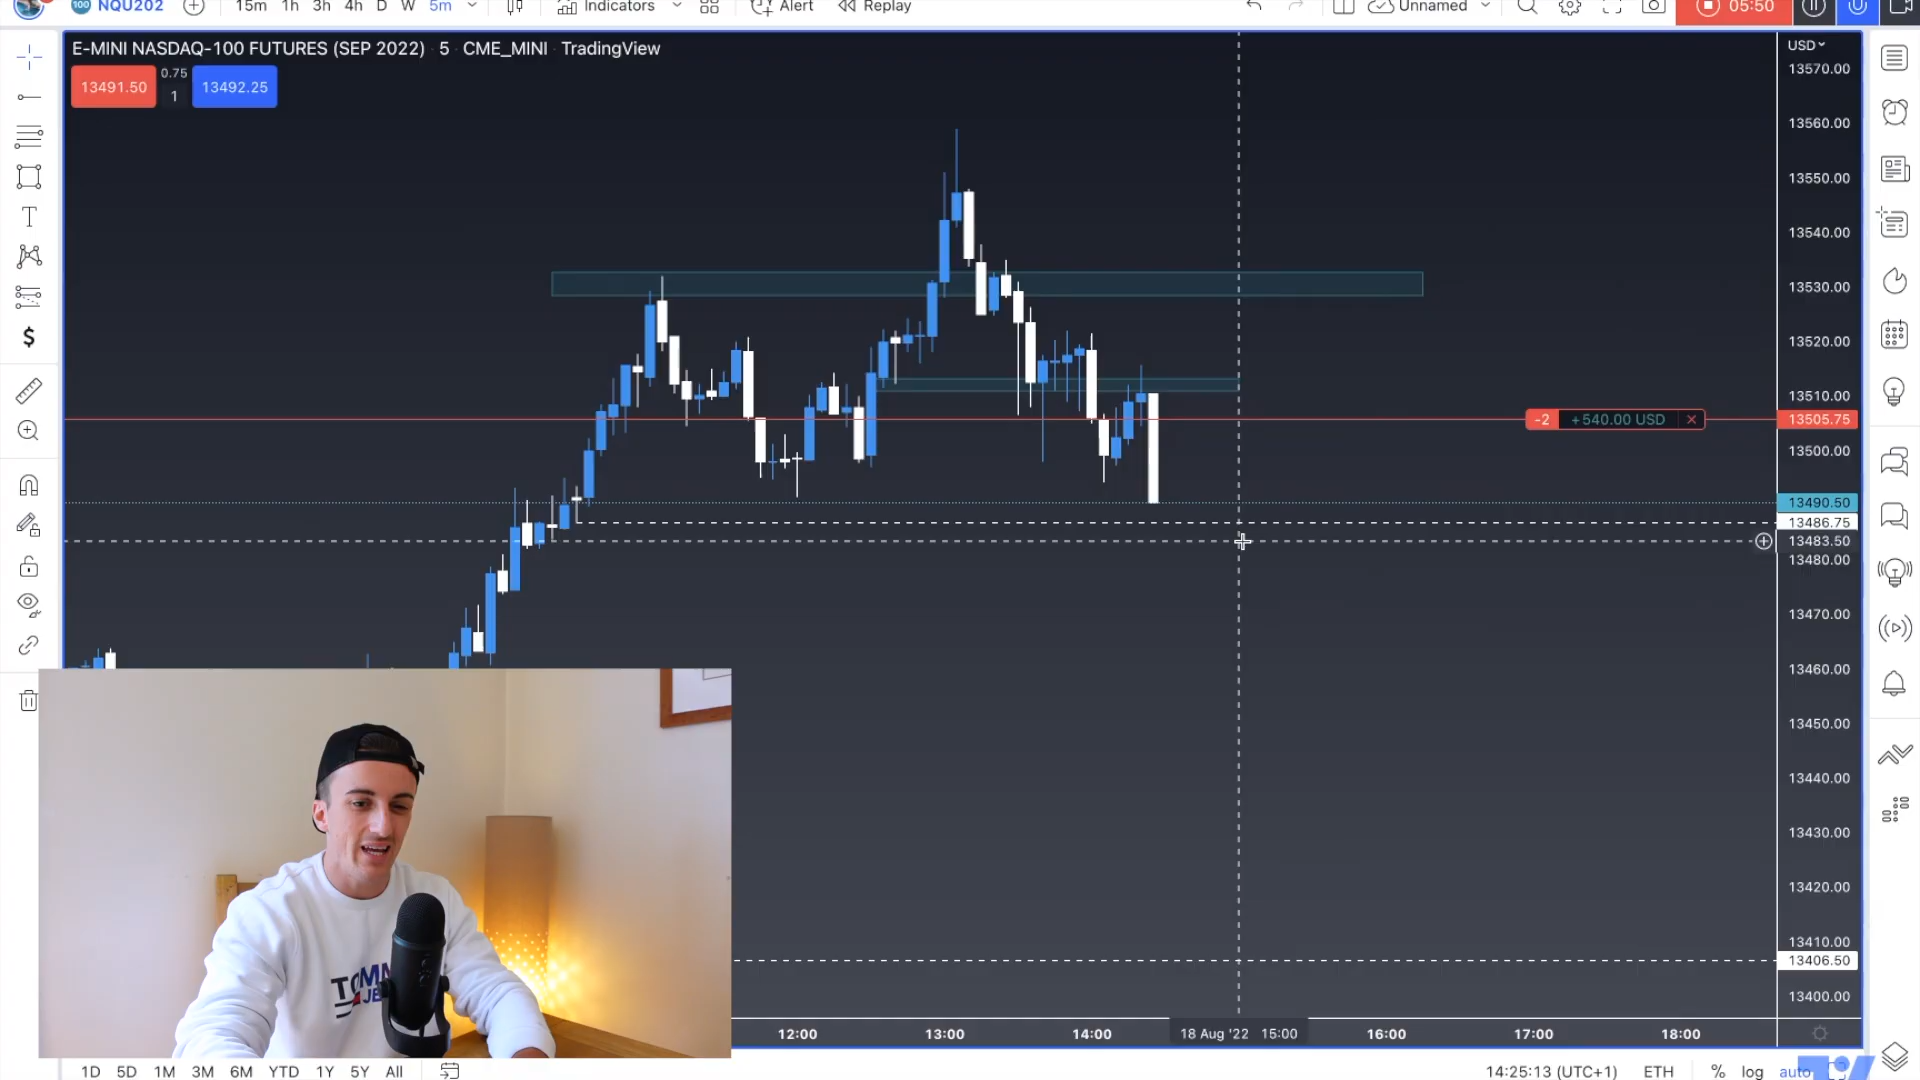 100 NQU202 15m 1h 3h 4h D W 5m Indicators Alert Replay Unnamed 05:50
E-MINI NASDAQ-100 FUTURES (SEP 2022) 5 CME_MINI TradingView
USD
13491.50 0.75 13492.25
1
13570.00
13560.00
13550.00
13540.00
13530.00
13520.00
13510.00
-2 +540.00 USD × 13505.75
13500.00
13490.50
13486.75
13483.50
13480.00
13470.00
13460.00
13450.00
13440.00
13430.00
13420.00
13410.00
13406.50
13400.00
TOMM
JE
12:00 13:00 14:00 18 Aug '22 15:00 16:00 17:00 18:00
1D 5D 1M 3M 6M YTD 1Y 5Y All 14:25:13 (UTC+1) ETH % log auto